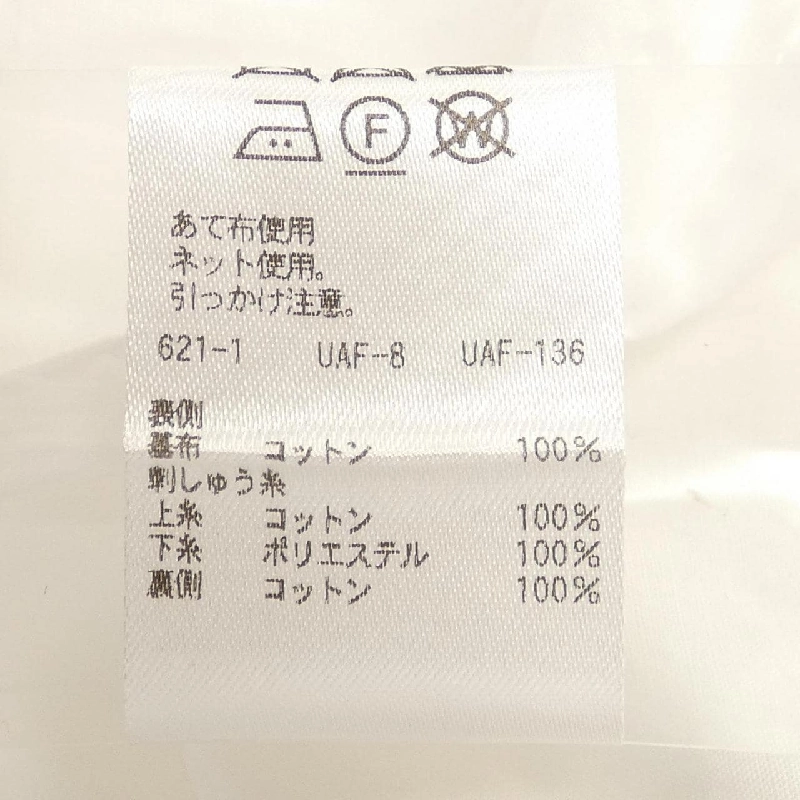 F W
あて布使用
ネット使用。
引っかけ注意。
621-1 UAF-8 UAF-136
表側
基布 コットン 100%
刺しゅう糸
上糸 コットン 100%
下糸 ポリエステル 100%
裏側 コットン 100%